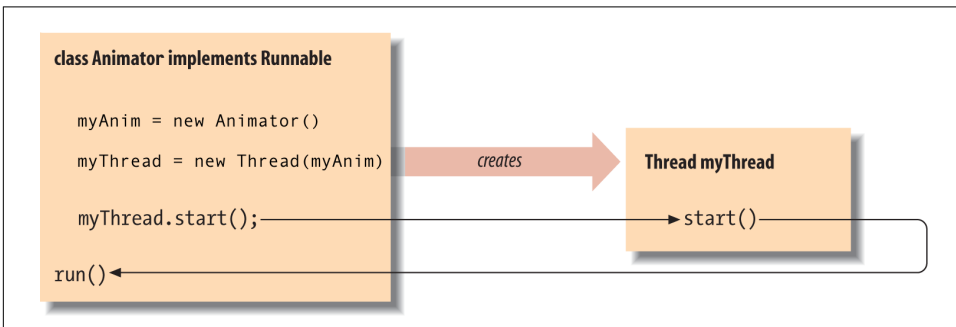 class Animator implements Runnable
myAnim = new Animator()
myThread = new Thread(myAnim)
creates
Thread myThread
myThread.start();
start()
run()